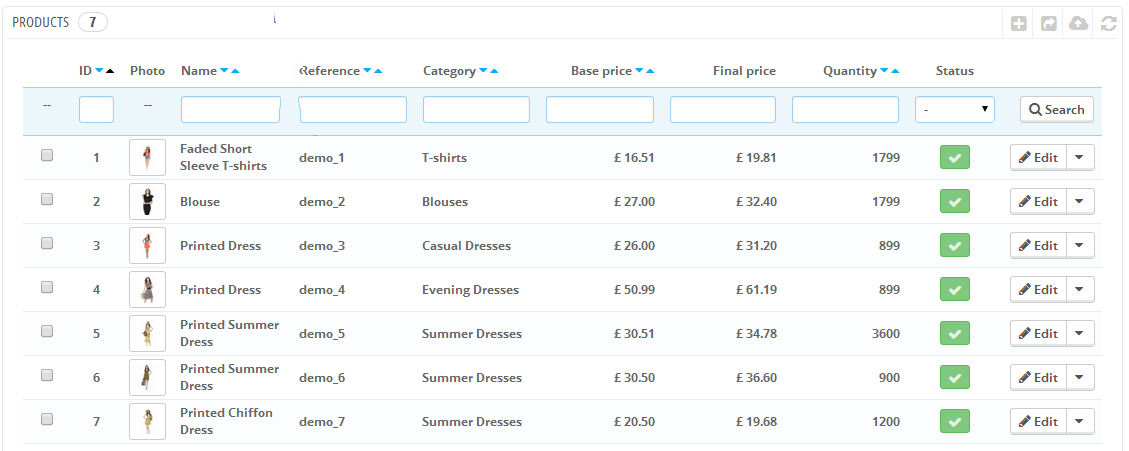 PRODUCTS 7
ID Photo Name Reference Category Base price Final price Quantity Status
-- -- - Search
1 Faded Short Sleeve T-shirts demo_1 T-shirts £ 16.51 £ 19.81 1799 Edit
2 Blouse demo_2 Blouses £ 27.00 £ 32.40 1799 Edit
3 Printed Dress demo_3 Casual Dresses £ 26.00 £ 31.20 899 Edit
4 Printed Dress demo_4 Evening Dresses £ 50.99 £ 61.19 899 Edit
5 Printed Summer Dress demo_5 Summer Dresses £ 30.51 £ 34.78 3600 Edit
6 Printed Summer Dress demo_6 Summer Dresses £ 30.50 £ 36.60 900 Edit
7 Printed Chiffon Dress demo_7 Summer Dresses £ 20.50 £ 19.68 1200 Edit